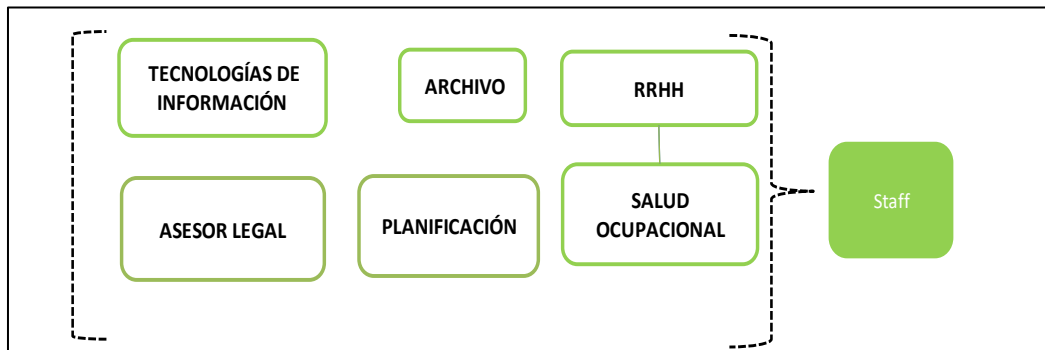 TECNOLOGÍAS DE
INFORMACIÓN
ARCHIVO
RRHH
ASESOR LEGAL
PLANIFICACIÓN
SALUD
OCUPACIONAL
Staff